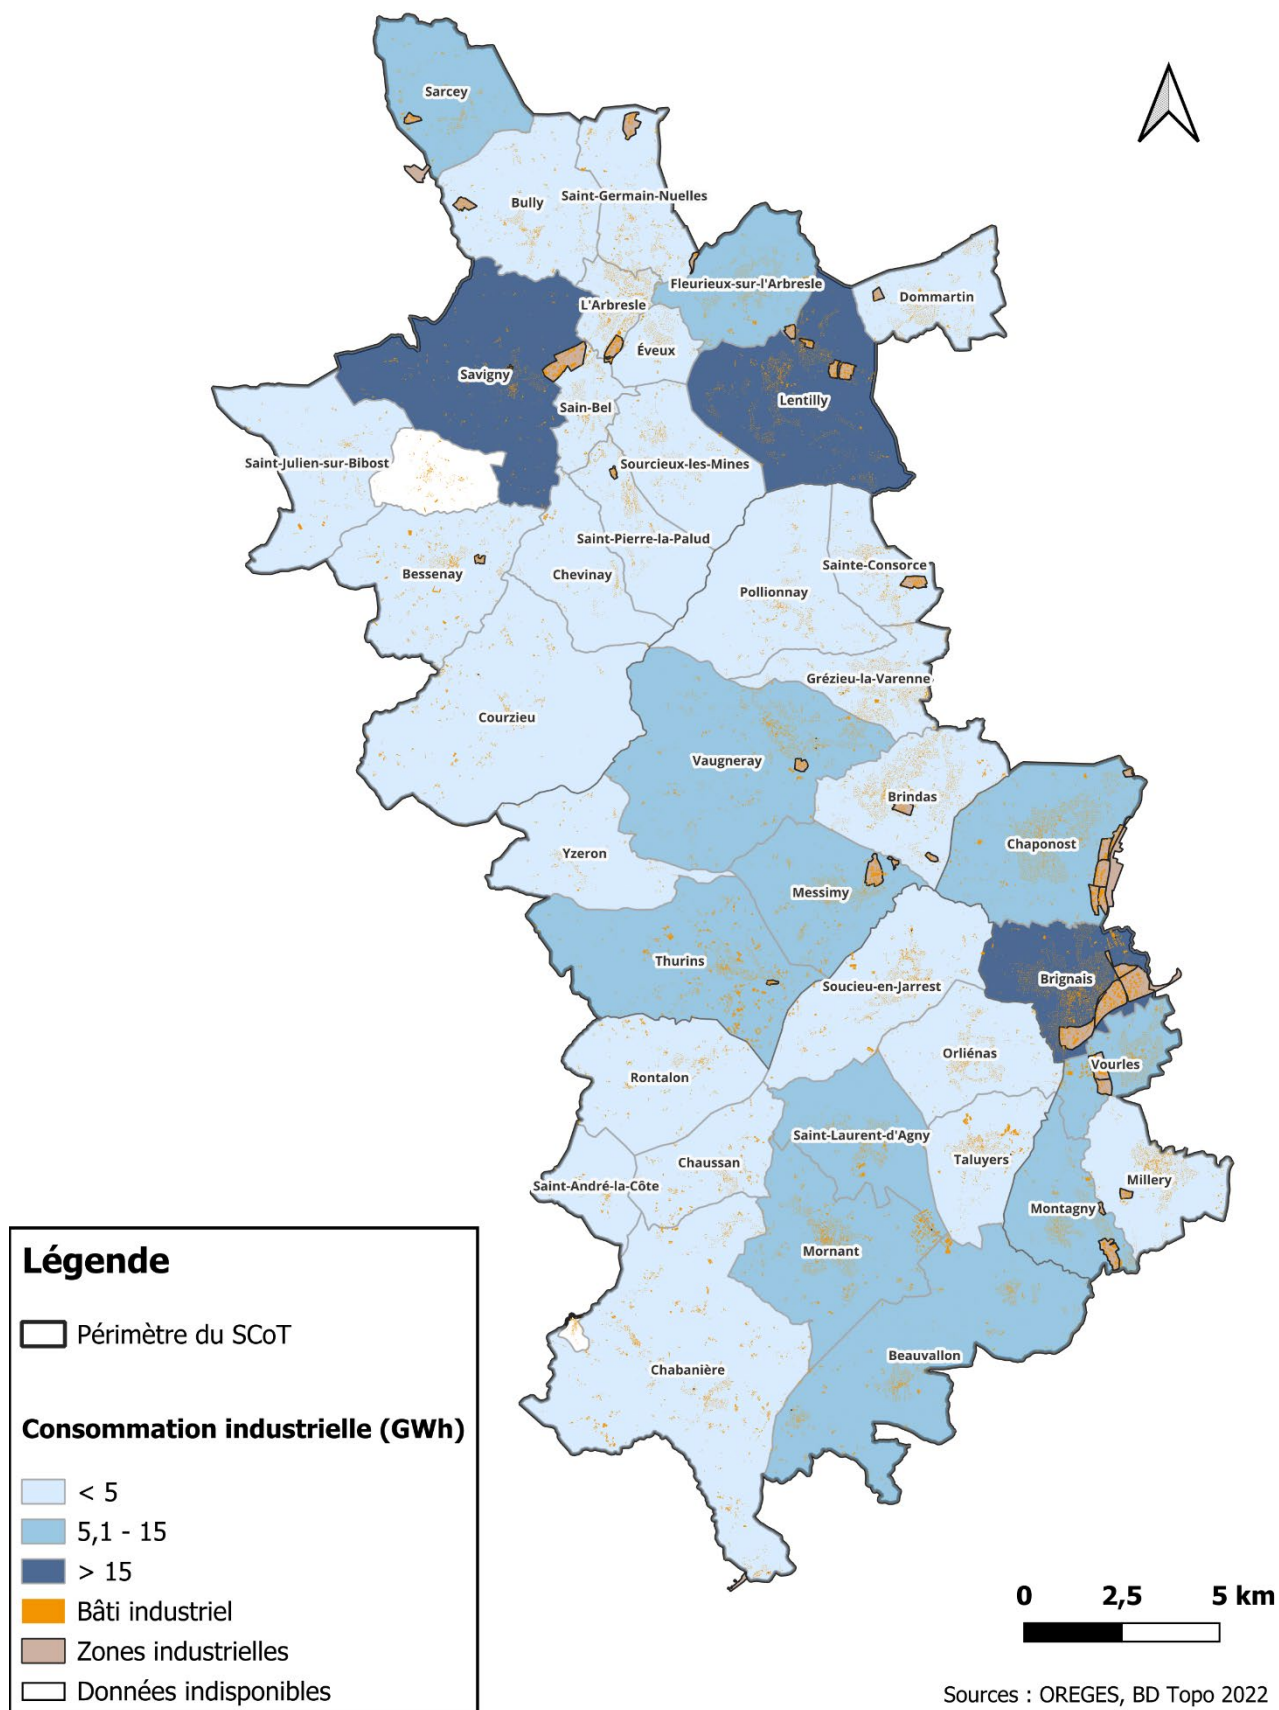 Sarcey
Saint-Germain-Nuelles
Bully
Fleurieux-sur-l'Arbresle
Dommartin
L'Arbresle
Éveux
Savigny
Lentilly
Sain-Bel
Saint-Julien-sur-Bibost
Sourcieux-les-Mines
Saint-Pierre-la-Palud
Sainte-Consorce
Bessenay
Chevinay
Pollionnay
Grézieu-la-Varenne
Courzieu
Vaugneray
Brindas
Chaponost
Yzeron
Messimy
Thurins
Brignais
Soucieu-en-Jarrest
Orliénas
Vourles
Rontalon
Saint-Laurent-d'Agny
Taluyers
Chaussan
Millery
Saint-André-la-Côte
Montagny
Mornant
Beauvallon
Chabanière
Légende
Périmètre du SCoT
Consommation industrielle (GWh)
< 5
5,1 - 15
> 15
Bâti industriel
Zones industrielles
Données indisponibles
0 2,5 5 km
Sources : OREGES, BD Topo 2022